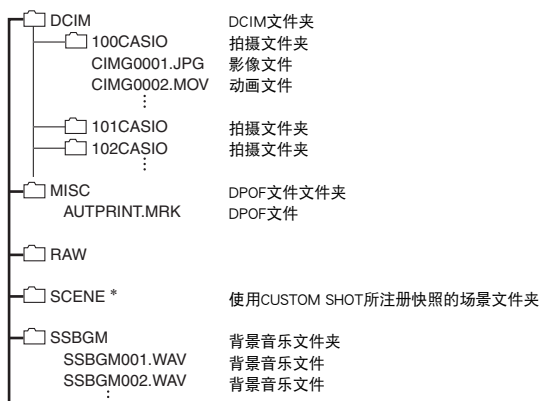 DCIM DCIM文件夹
100CASIO 拍摄文件夹
CIMG0001.JPG 影像文件
CIMG0002.MOV 动画文件
101CASIO 拍摄文件夹
102CASIO 拍摄文件夹
MISC DPOF文件文件夹
AUTPRINT.MRK DPOF文件
RAW
SCENE * 使用CUSTOM SHOT所注册快照的场景文件夹
SSBGM 背景音乐文件夹
SSBGM001.WAV 背景音乐文件
SSBGM002.WAV 背景音乐文件